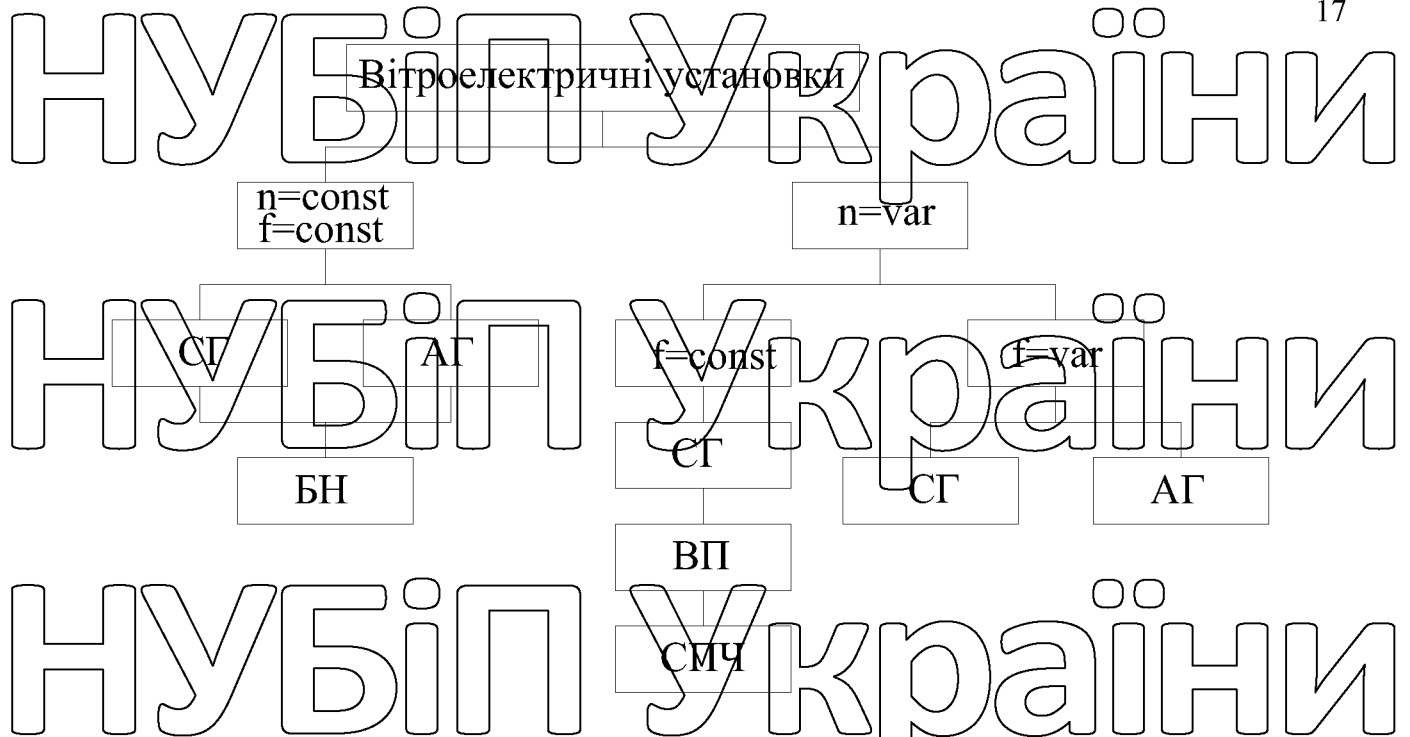 17
НУБіП України
Вітроелектричні установки
n=const
f=const
n=var
НУБіП України
СГ
АГ
f=const
f=var
СГ
БН
СГ
АГ
ВП
НУБіП України
СПЧ